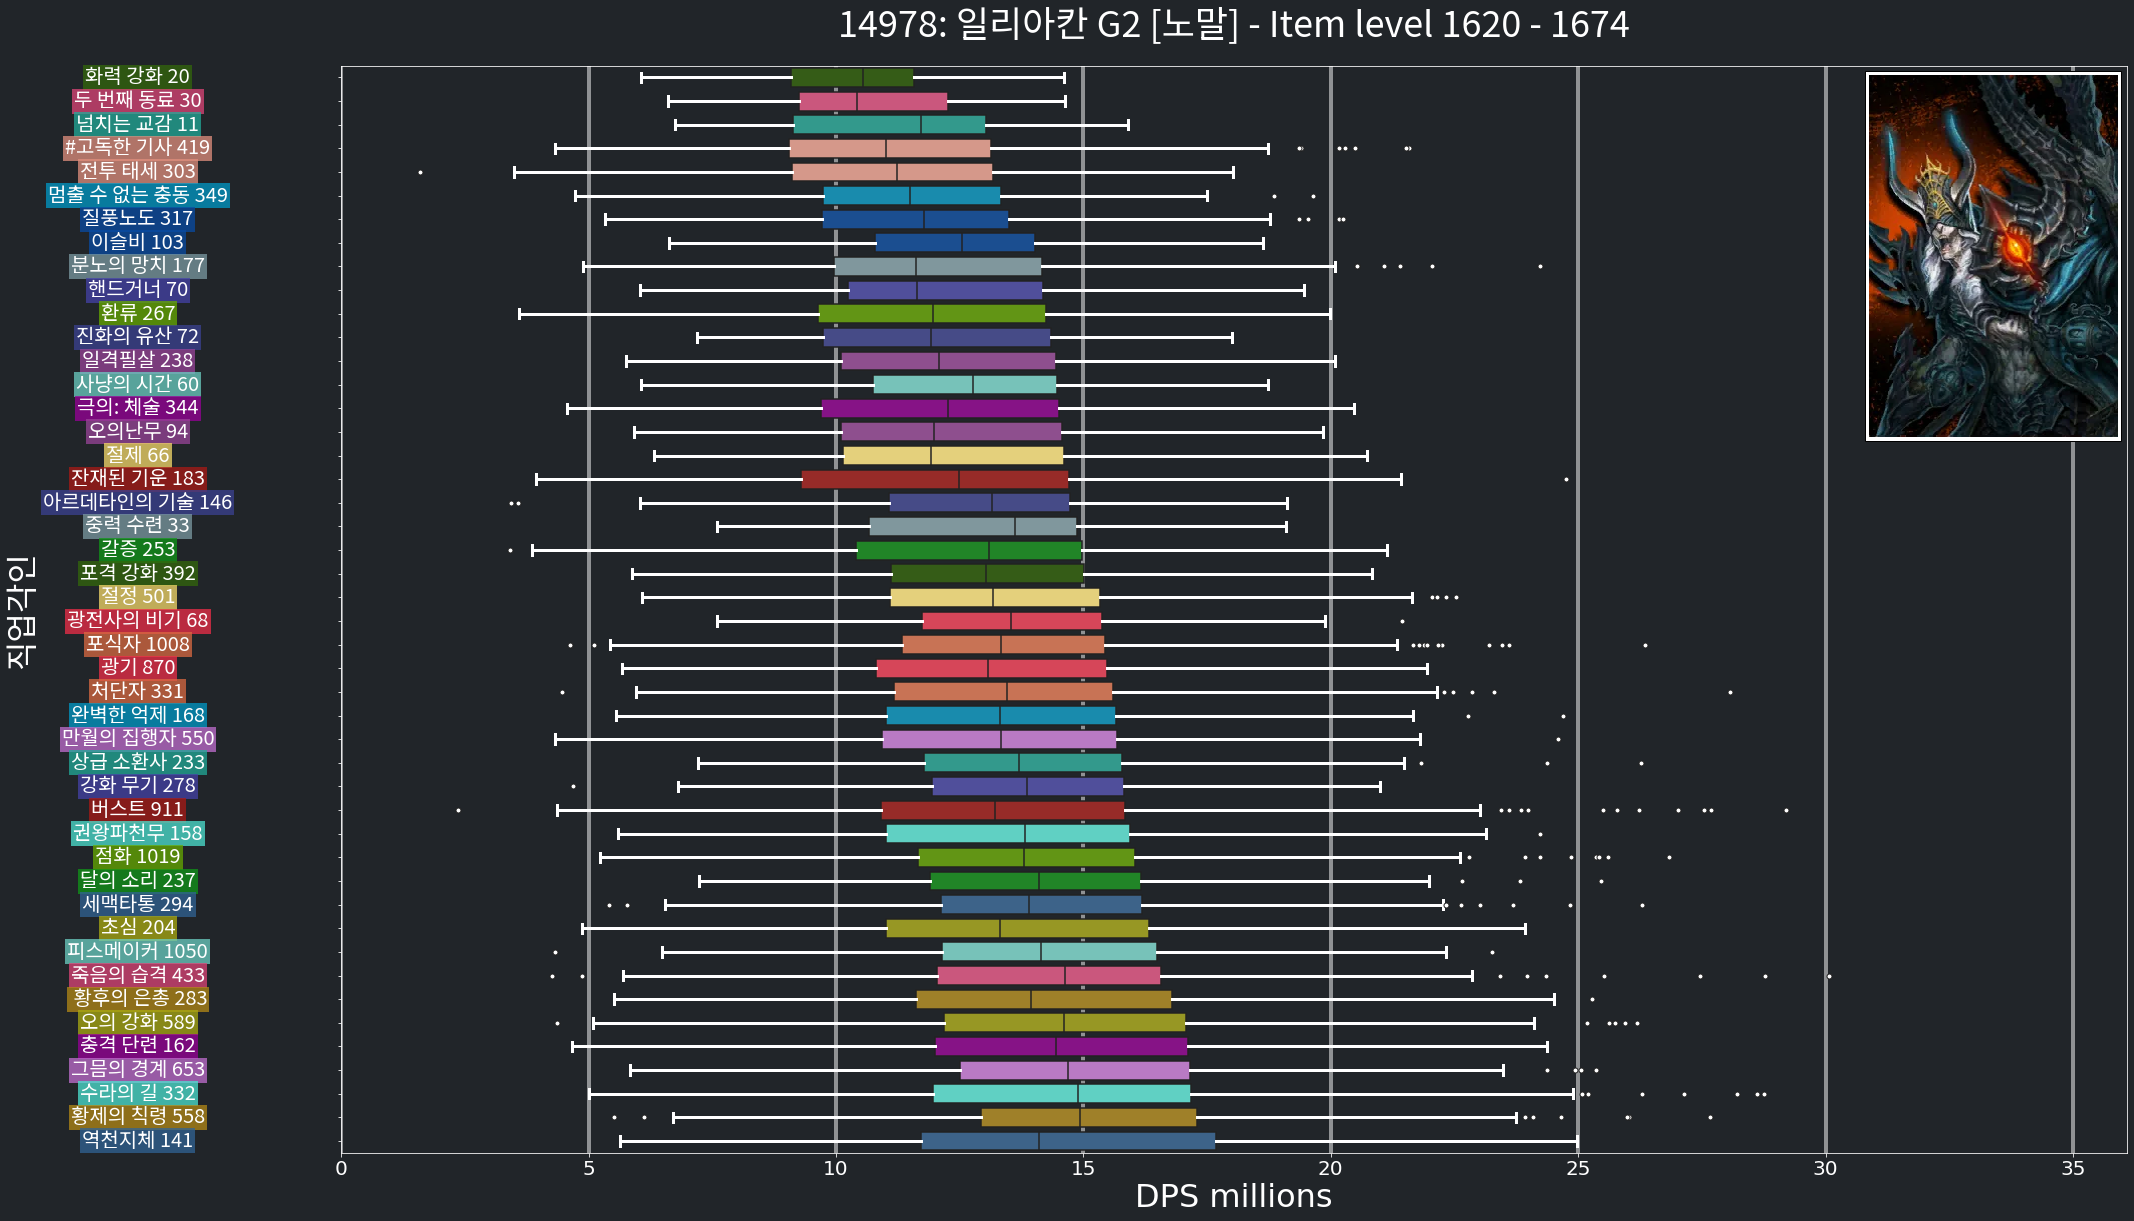 14978: 일리아칸 G2 [노말] - Item level 1620 - 1674
직업각인
화력 강화 20
두 번째 동료 30
넘치는 교감 11
#고독한 기사 419
전투 태세 303
멈출 수 없는 충동 349
질풍노도 317
이슬비 103
분노의 망치 177
핸드거너 70
환류 267
진화의 유산 72
일격필살 238
사냥의 시간 60
극의: 체술 344
오의난무 94
절제 66
잔재된 기운 183
아르데타인의 기술 146
중력 수련 33
갈증 253
포격 강화 392
절정 501
광전사의 비기 68
포식자 1008
광기 870
처단자 331
완벽한 억제 168
만월의 집행자 550
상급 소환사 233
강화 무기 278
버스트 911
권왕파천무 158
점화 1019
달의 소리 237
세맥타통 294
초심 204
피스메이커 1050
죽음의 습격 433
황후의 은총 283
오의 강화 589
충격 단련 162
그믐의 경계 653
수라의 길 332
황제의 칙령 558
역천지체 141
0 5 10 15 20 25 30 35
DPS millions